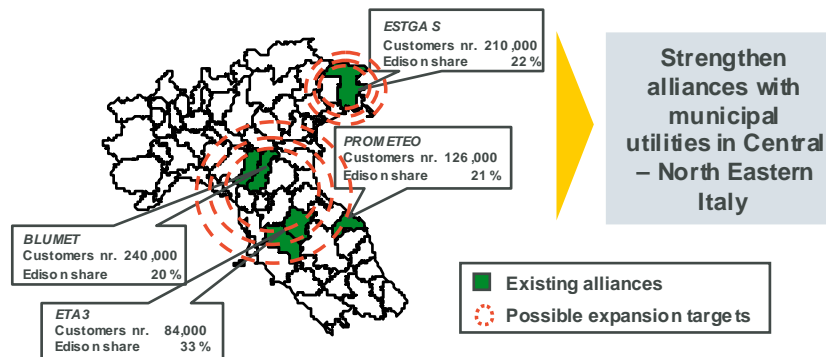 ESTGAS
Customers nr. 210,000
Edison share 22 %
Strengthen
alliances with
municipal
utilities in Central
– North Eastern
Italy
PROMETEO
Customers nr. 126,000
Edison share 21 %
BLUMET
Customers nr. 240,000
Edison share 20 %
ETA3
Customers nr. 84,000
Edison share 33 %
Existing alliances
Possible expansion targets